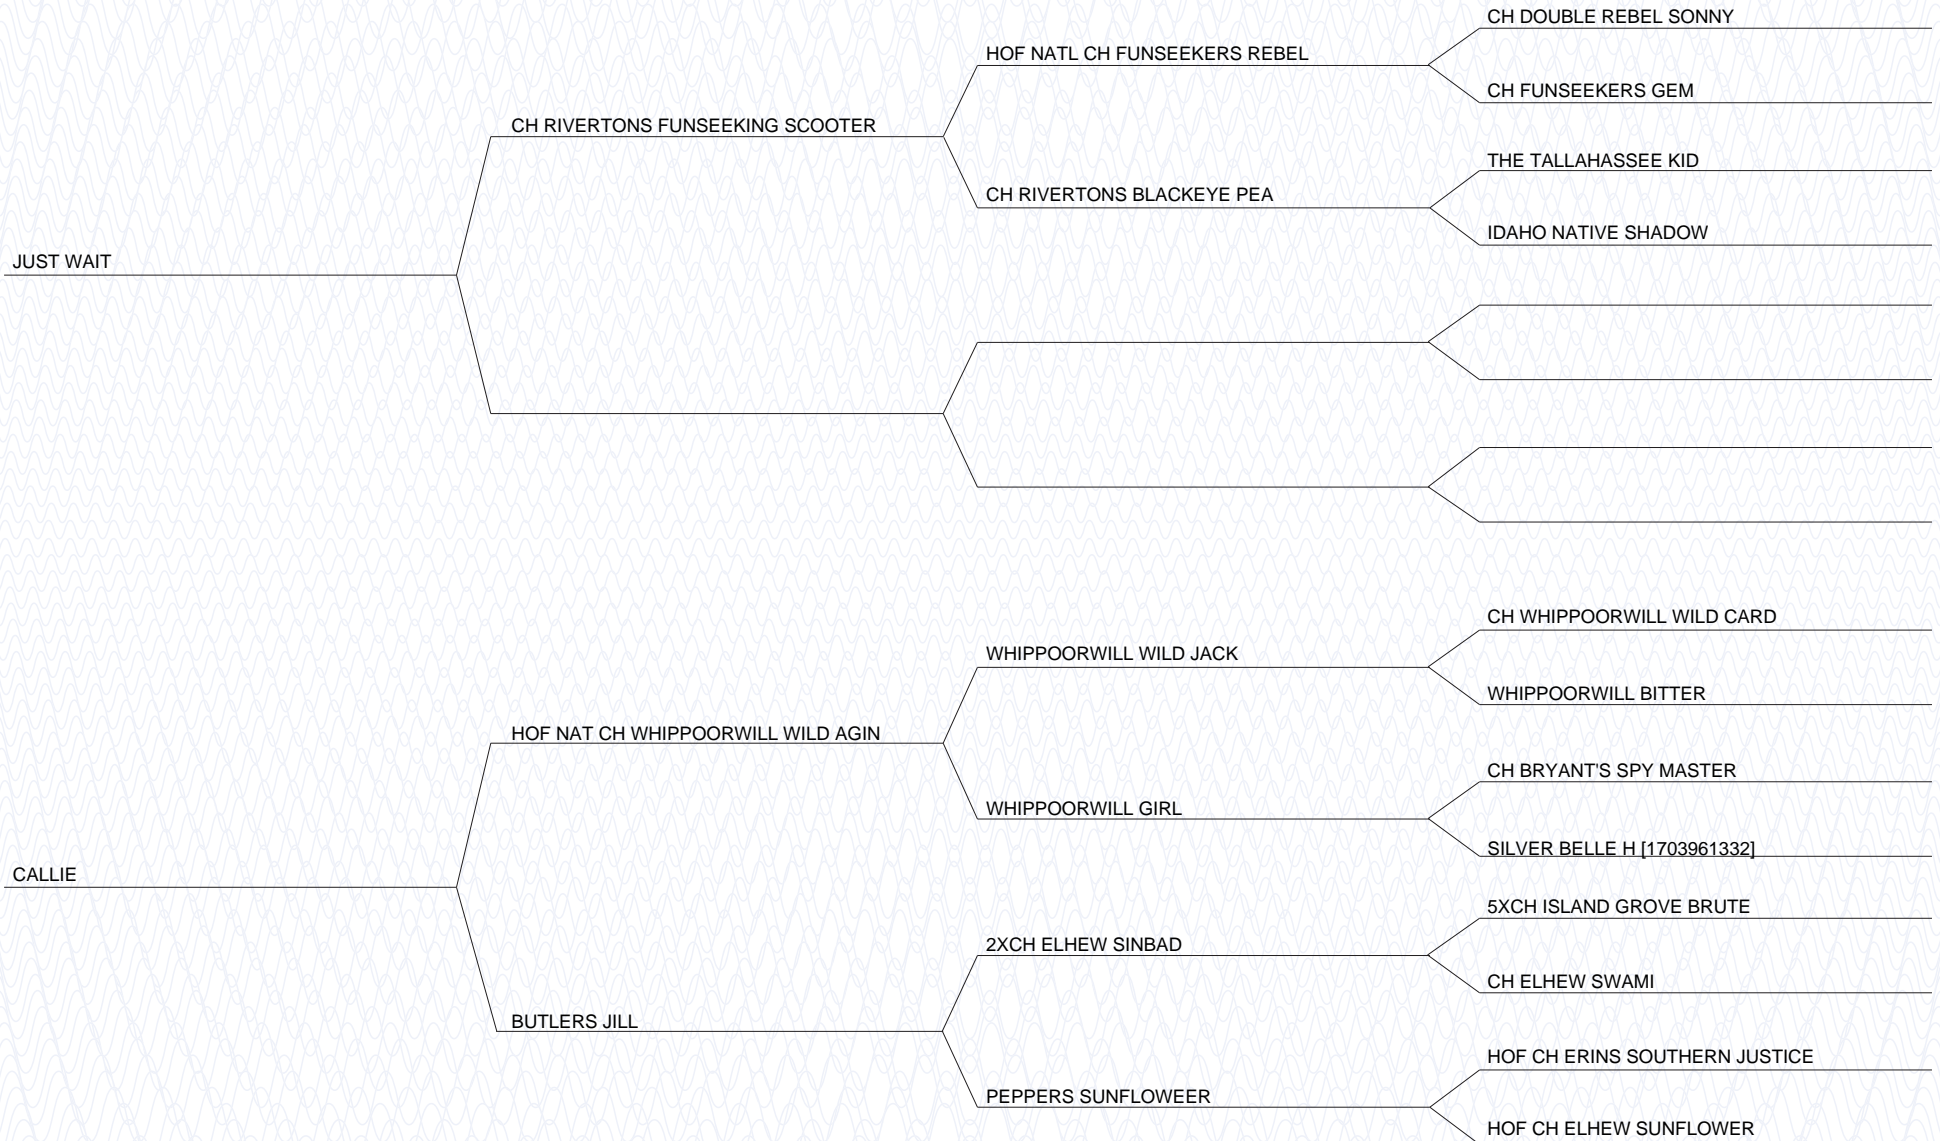 CH DOUBLE REBEL SONNY
HOF NATL CH FUNSEEKERS REBEL
CH FUNSEEKERS GEM
CH RIVERTONS FUNSEEKING SCOOTER
THE TALLAHASSEE KID
CH RIVERTONS BLACKEYE PEA
IDAHO NATIVE SHADOW
JUST WAIT
CH WHIPPOORWILL WILD CARD
WHIPPOORWILL WILD JACK
WHIPPOORWILL BITTER
HOF NAT CH WHIPPOORWILL WILD AGIN
CH BRYANT'S SPY MASTER
WHIPPOORWILL GIRL
SILVER BELLE H [1703961332]
CALLIE
5XCH ISLAND GROVE BRUTE
2XCH ELHEW SINBAD
CH ELHEW SWAMI
BUTLERS JILL
HOF CH ERINS SOUTHERN JUSTICE
PEPPERS SUNFLOWEER
HOF CH ELHEW SUNFLOWER